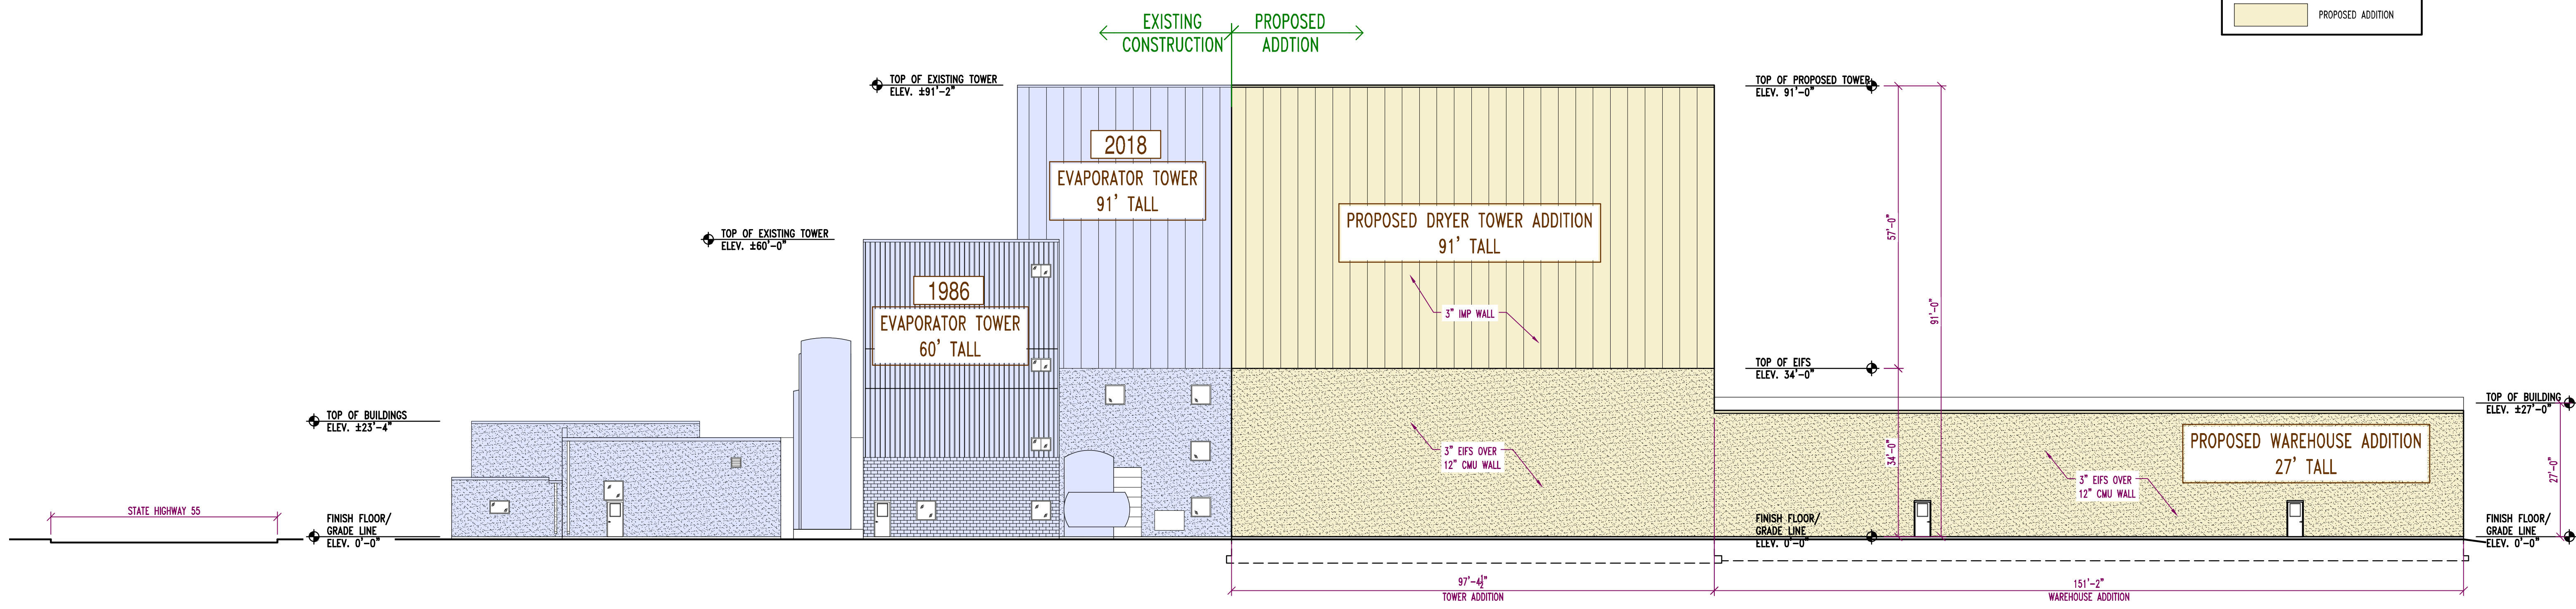 PROPOSED ADDITION
EXISTING
CONSTRUCTION
PROPOSED
ADDTION
TOP OF EXISTING TOWER
ELEV. ±91'-2"
TOP OF PROPOSED TOWER
ELEV. 91'-0"
2018
EVAPORATOR TOWER
91' TALL
PROPOSED DRYER TOWER ADDITION
91' TALL
TOP OF EXISTING TOWER
ELEV. ±60'-0"
57'-0"
91'-0"
1986
EVAPORATOR TOWER
60' TALL
3" IMP WALL
TOP OF EIFS
ELEV. 34'-0"
TOP OF BUILDINGS
ELEV. ±23'-4"
TOP OF BUILDING
ELEV. ±27'-0"
3" EIFS OVER
12" CMU WALL
34'-0"
PROPOSED WAREHOUSE ADDITION
27' TALL
27'-0"
3" EIFS OVER
12" CMU WALL
STATE HIGHWAY 55
FINISH FLOOR/
GRADE LINE
ELEV. 0'-0"
FINISH FLOOR/
GRADE LINE
ELEV. 0'-0"
FINISH FLOOR/
GRADE LINE
ELEV. 0'-0"
97'-4½"
TOWER ADDITION
151'-2"
WAREHOUSE ADDITION